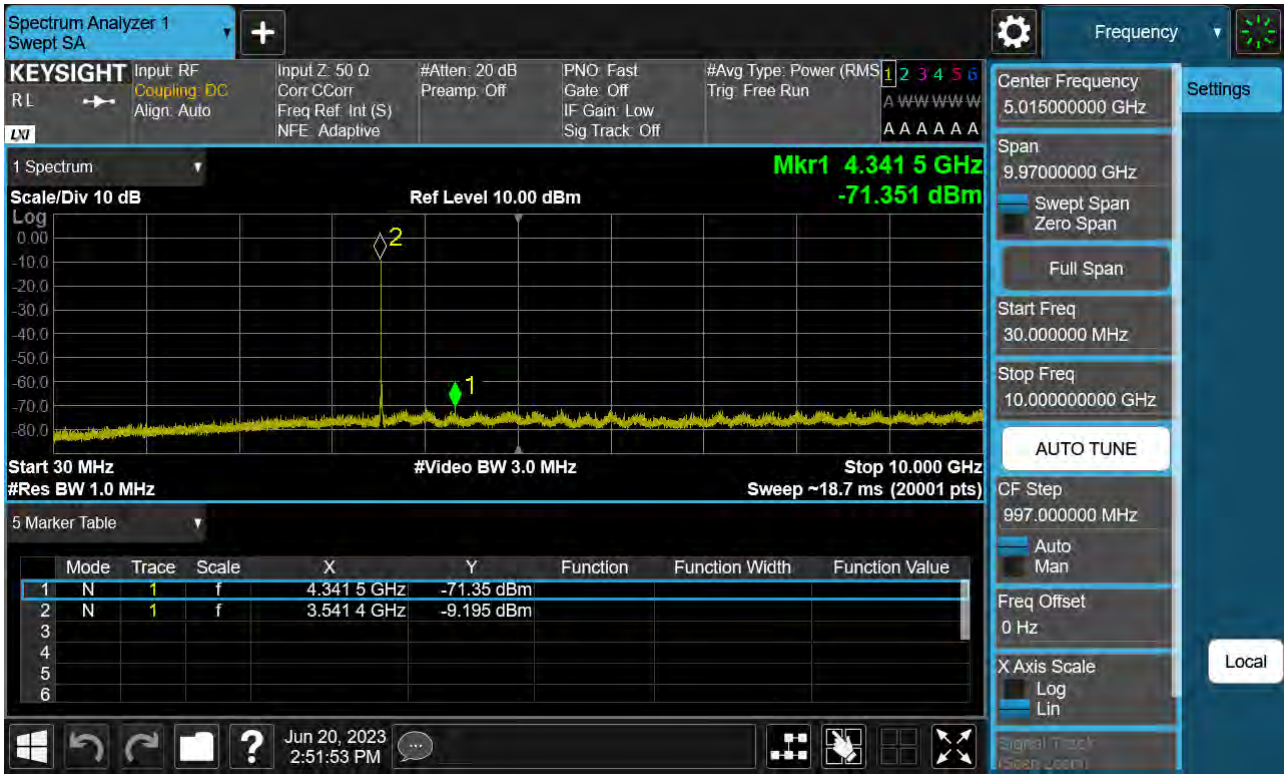 Spectrum Analyzer 1
Swept SA
+
Frequency
KEYSIGHT
RL
LXI
Input: RF
Coupling: DC
Align: Auto
Input Z: 50 Ω
Corr CCorr
Freq Ref: Int (S)
NFE: Adaptive
#Atten: 20 dB
Preamp: Off
PNO: Fast
Gate: Off
IF Gain: Low
Sig Track: Off
#Avg Type: Power (RMS
Trig: Free Run
1 2 3 4 5 6
A W W W W W
A A A A A A
1 Spectrum
Mkr1 4.341 5 GHz
-71.351 dBm
Scale/Div 10 dB
Ref Level 10.00 dBm
Log
0.00
-10.0
-20.0
-30.0
-40.0
-50.0
-60.0
-70.0
-80.0
2
1
Start 30 MHz
#Video BW 3.0 MHz
Stop 10.000 GHz
#Res BW 1.0 MHz
Sweep ~18.7 ms (20001 pts)
5 Marker Table
Mode Trace Scale X Y Function Function Width Function Value
1 N 1 f 4.341 5 GHz -71.35 dBm
2 N 1 f 3.541 4 GHz -9.195 dBm
3
4
5
6
Jun 20, 2023
2:51:53 PM
Center Frequency
5.015000000 GHz
Span
9.97000000 GHz
Swept Span
Zero Span
Full Span
Start Freq
30.000000 MHz
Stop Freq
10.000000000 GHz
AUTO TUNE
CF Step
997.000000 MHz
Auto
Man
Freq Offset
0 Hz
X Axis Scale
Log
Lin
Signal Track
(Span Zoom)
Settings
Local